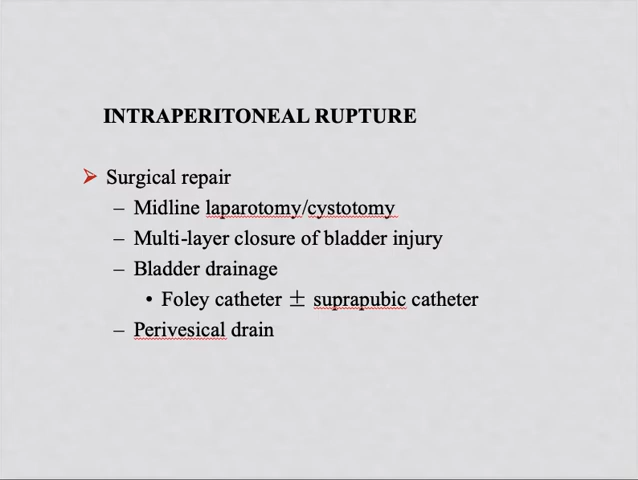 INTRAPERITONEAL RUPTURE
➢ Surgical repair
– Midline laparotomy/cystotomy
– Multi-layer closure of bladder injury
– Bladder drainage
• Foley catheter ± suprapubic catheter
– Perivesical drain